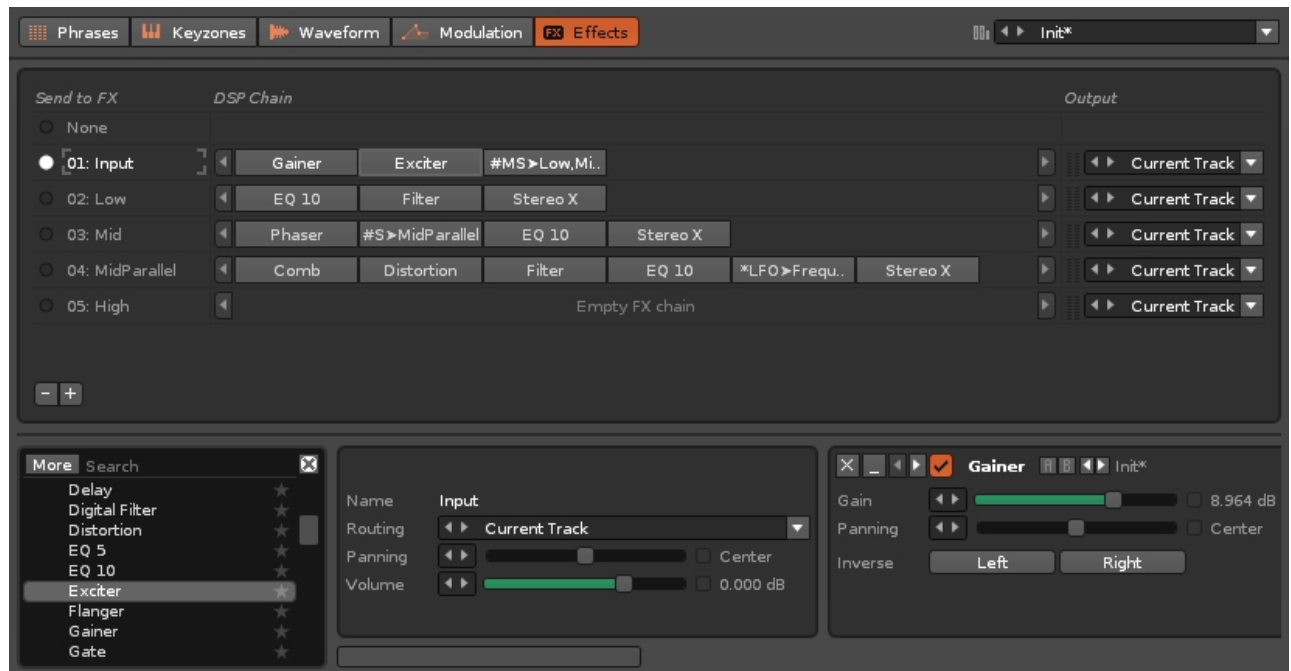 Phrases Keyzones Waveform Modulation FX Effects Init*
Send to FX DSP Chain Output
None
01: Input Gainer Exciter #MS➤Low,Mi.. Current Track
02: Low EQ 10 Filter Stereo X Current Track
03: Mid Phaser #S➤MidParallel EQ 10 Stereo X Current Track
04: MidParallel Comb Distortion Filter EQ 10 *LFO➤Frequ.. Stereo X Current Track
05: High Empty FX chain Current Track
- +
More Search
Delay
Digital Filter
Distortion
EQ 5
EQ 10
Exciter
Flanger
Gainer
Gate
Name Input
Routing Current Track
Panning Center
Volume 0.000 dB
Gainer A B Init*
Gain 8.964 dB
Panning Center
Inverse Left Right